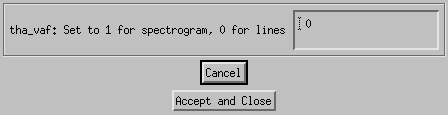 tha_vaf: Set to 1 for spectrogram, 0 for lines 0
Cancel
Accept and Close